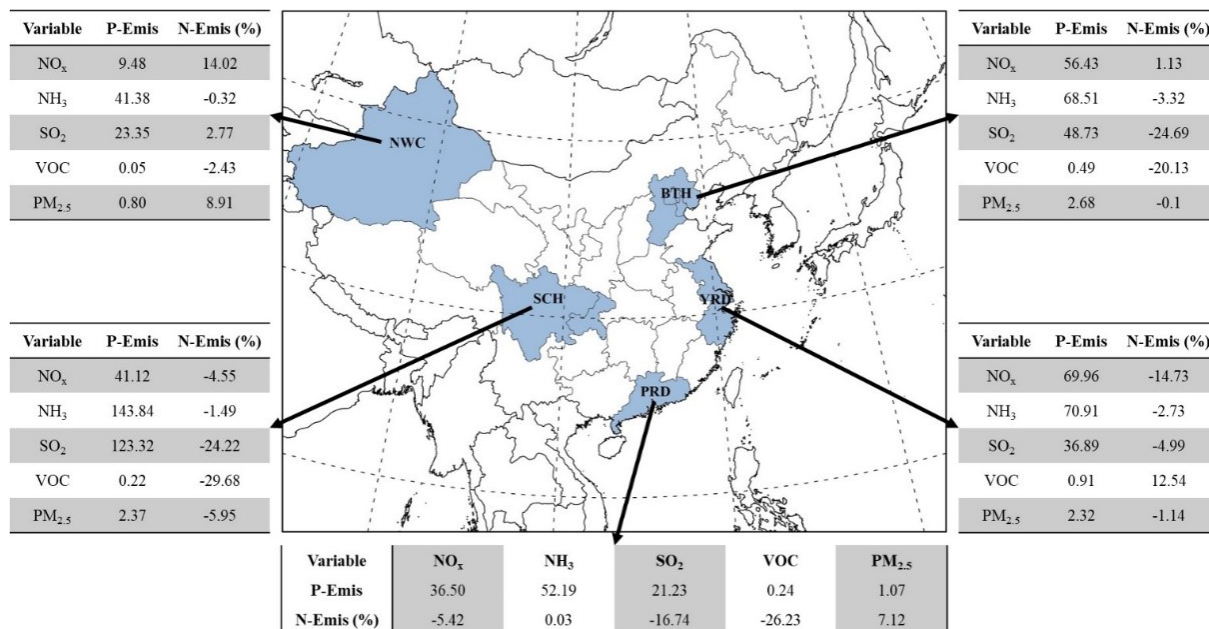 Variable P-Emis N-Emis (%)
NOx 9.48 14.02
NH3 41.38 -0.32
SO2 23.35 2.77
VOC 0.05 -2.43
PM2.5 0.80 8.91
Variable P-Emis N-Emis (%)
NOx 56.43 1.13
NH3 68.51 -3.32
SO2 48.73 -24.69
VOC 0.49 -20.13
PM2.5 2.68 -0.1
NWC
BTH
SCH
YRD
PRD
Variable P-Emis N-Emis (%)
NOx 41.12 -4.55
NH3 143.84 -1.49
SO2 123.32 -24.22
VOC 0.22 -29.68
PM2.5 2.37 -5.95
Variable P-Emis N-Emis (%)
NOx 69.96 -14.73
NH3 70.91 -2.73
SO2 36.89 -4.99
VOC 0.91 12.54
PM2.5 2.32 -1.14
Variable NOx NH3 SO2 VOC PM2.5
P-Emis 36.50 52.19 21.23 0.24 1.07
N-Emis (%) -5.42 0.03 -16.74 -26.23 7.12